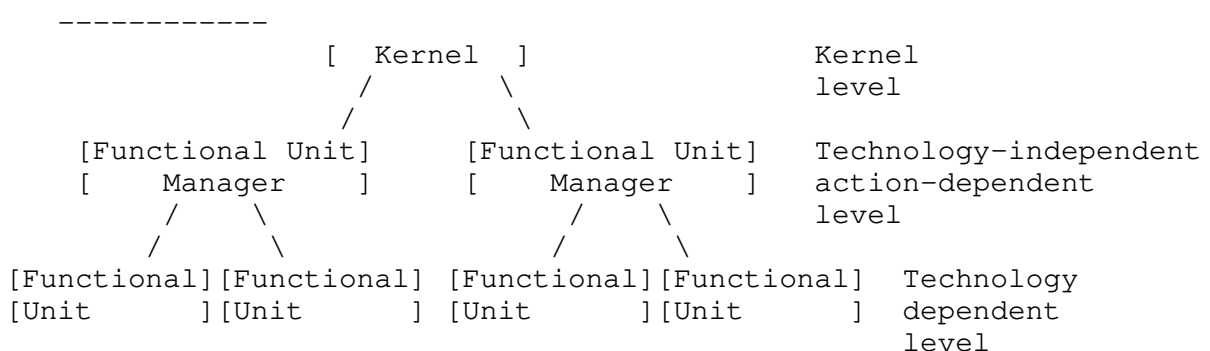 ------------
[  Kernel  ]              Kernel
/      \               level
/        \
[Functional Unit]     [Functional Unit]   Technology-independent
[    Manager    ]     [    Manager    ]   action-dependent
/    \                /    \       level
/      \              /      \
[Functional][Functional] [Functional][Functional]  Technology
[Unit      ][Unit      ] [Unit      ][Unit      ]  dependent
level